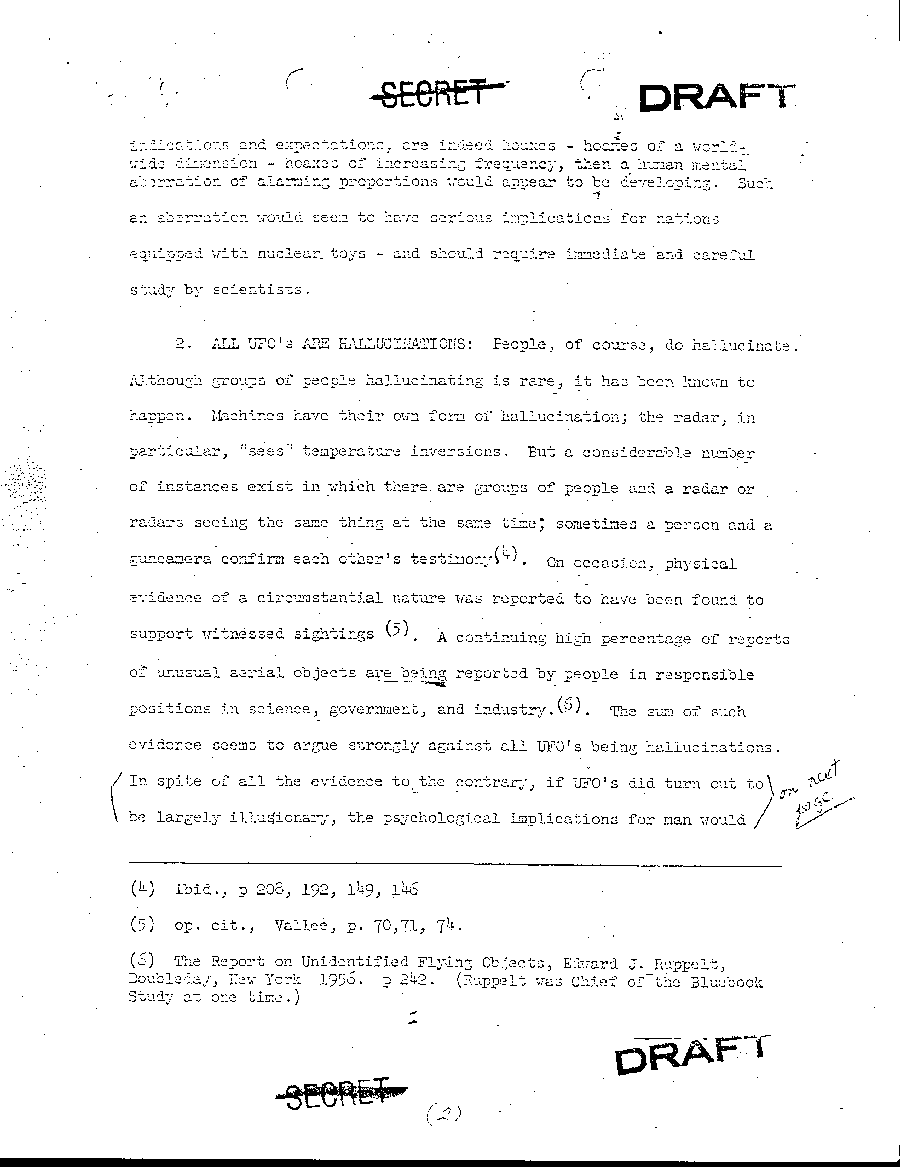 SECRET
DRAFT
indications and expectations, are indeed hoaxes - hoaxes of a world-
wide dimension - hoaxes of increasing frequency, then a human mental
aberration of alarming proportions would appear to be developing. Such
an aberration would seem to have serious implications for nations
equipped with nuclear toys - and should require immediate and careful
study by scientists.
2. ALL UFO's ARE HALLUCINATIONS: People, of course, do hallucinate.
Although groups of people hallucinating is rare, it has been known to
happen. Machines have their own form of hallucination; the radar, in
particular, "sees" temperature inversions. But a considerable number
of instances exist in which there are groups of people and a radar or
radars seeing the same thing at the same time; sometimes a person and a
guncamera confirm each other's testimony(4). On occasion, physical
evidence of a circumstantial nature was reported to have been found to
support witnessed sightings (5). A continuing high percentage of reports
of unusual aerial objects are being reported by people in responsible
positions in science, government, and industry.(6). The sum of such
evidence seems to argue strongly against all UFO's being hallucinations.
In spite of all the evidence to the contrary, if UFO's did turn out to
be largely illusionary, the psychological implications for man would
on next
page
(4) Ibid., p 208, 192, 149, 146
(5) op. cit., Vallee, p. 70,71, 74.
(6) The Report on Unidentified Flying Objects, Edward J. Ruppelt,
Doubleday, New York 1956. p 242. (Ruppelt was Chief of the Bluebook
Study at one time.)
DRAFT
SECRET
(2)